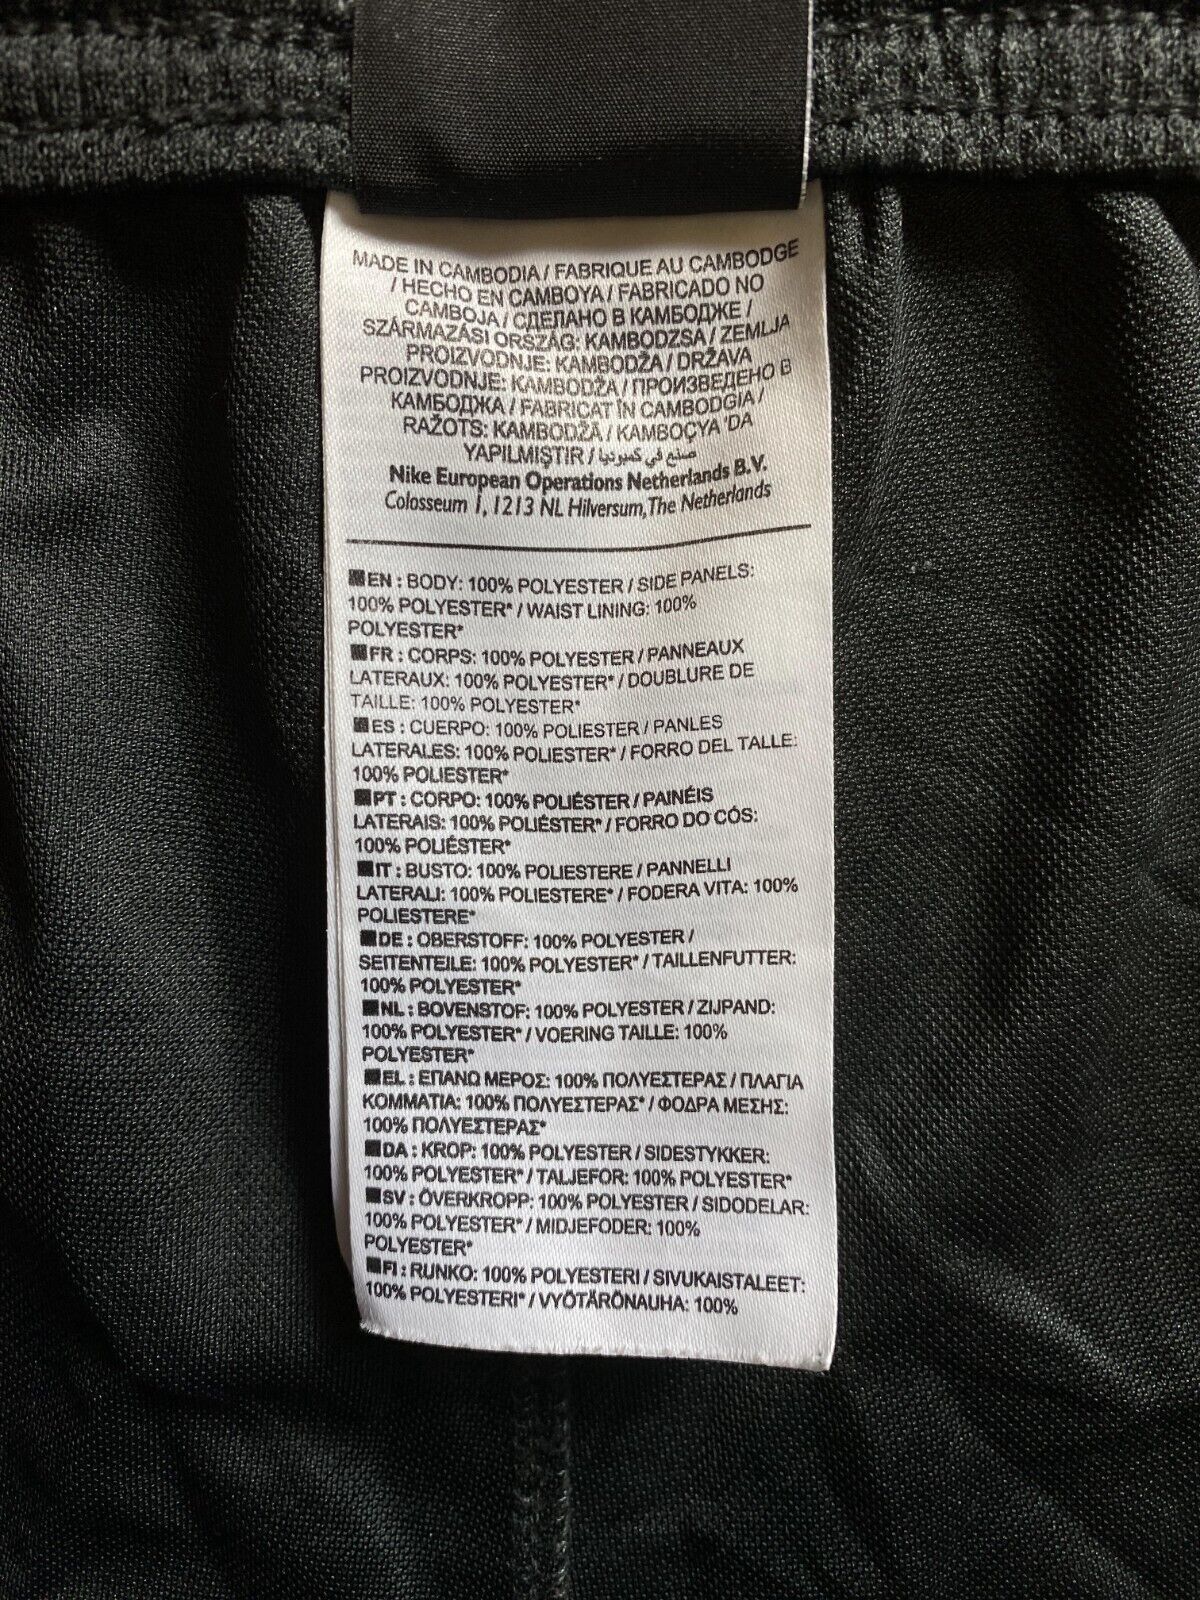 MADE IN CAMBODIA / FABRIQUE AU CAMBODGE
/ HECHO EN CAMBOYA / FABRICADO NO
CAMBOJA / СДЕЛАНО В КАМБОДЖЕ /
SZÁRMAZÁSI ORSZÁG: KAMBODZSA / ZEMLJA
PROIZVODNJE: KAMBODŽA / DRŽAVA
PROIZVODNJE: KAMBODŽA / ПРОИЗВЕДЕНО В
КАМБОДЖА / FABRICAT ÎN CAMBODGIA /
RAŽOTS: KAMBODŽĀ / KAMBOÇYA 'DA
YAPILMIŞTIR / صنع في كمبوديا
Nike European Operations Netherlands B.V.
Colosseum 1, 1213 NL Hilversum, The Netherlands
■EN : BODY: 100% POLYESTER / SIDE PANELS:
100% POLYESTER* / WAIST LINING: 100%
POLYESTER*
■FR : CORPS: 100% POLYESTER / PANNEAUX
LATERAUX: 100% POLYESTER* / DOUBLURE DE
TAILLE: 100% POLYESTER*
■ES : CUERPO: 100% POLIESTER / PANLES
LATERALES: 100% POLIESTER* / FORRO DEL TALLE:
100% POLIESTER*
■PT : CORPO: 100% POLIÉSTER / PAINÉIS
LATERAIS: 100% POLIÉSTER* / FORRO DO CÓS:
100% POLIÉSTER*
■IT : BUSTO: 100% POLIESTERE / PANNELLI
LATERALI: 100% POLIESTERE* / FODERA VITA: 100%
POLIESTERE*
■DE : OBERSTOFF: 100% POLYESTER /
SEITENTEILE: 100% POLYESTER* / TAILLENFUTTER:
100% POLYESTER*
■NL : BOVENSTOF: 100% POLYESTER / ZIJPAND:
100% POLYESTER* / VOERING TAILLE: 100%
POLYESTER*
■EL : ΕΠΑΝΩ ΜΕΡΟΣ: 100% ΠΟΛΥΕΣΤΕΡΑΣ / ΠΛΑΓΙΑ
ΚΟΜΜΑΤΙΑ: 100% ΠΟΛΥΕΣΤΕΡΑΣ* / ΦΟΔΡΑ ΜΕΣΗΣ:
100% ΠΟΛΥΕΣΤΕΡΑΣ*
■DA : KROP: 100% POLYESTER / SIDESTYKKER:
100% POLYESTER* / TALJEFOR: 100% POLYESTER*
■SV : ÖVERKROPP: 100% POLYESTER / SIDODELAR:
100% POLYESTER* / MIDJEFODER: 100%
POLYESTER*
■FI : RUNKO: 100% POLYESTERI / SIVUKAISTALEET:
100% POLYESTERI* / VYÖTÄRÖNAUHA: 100%